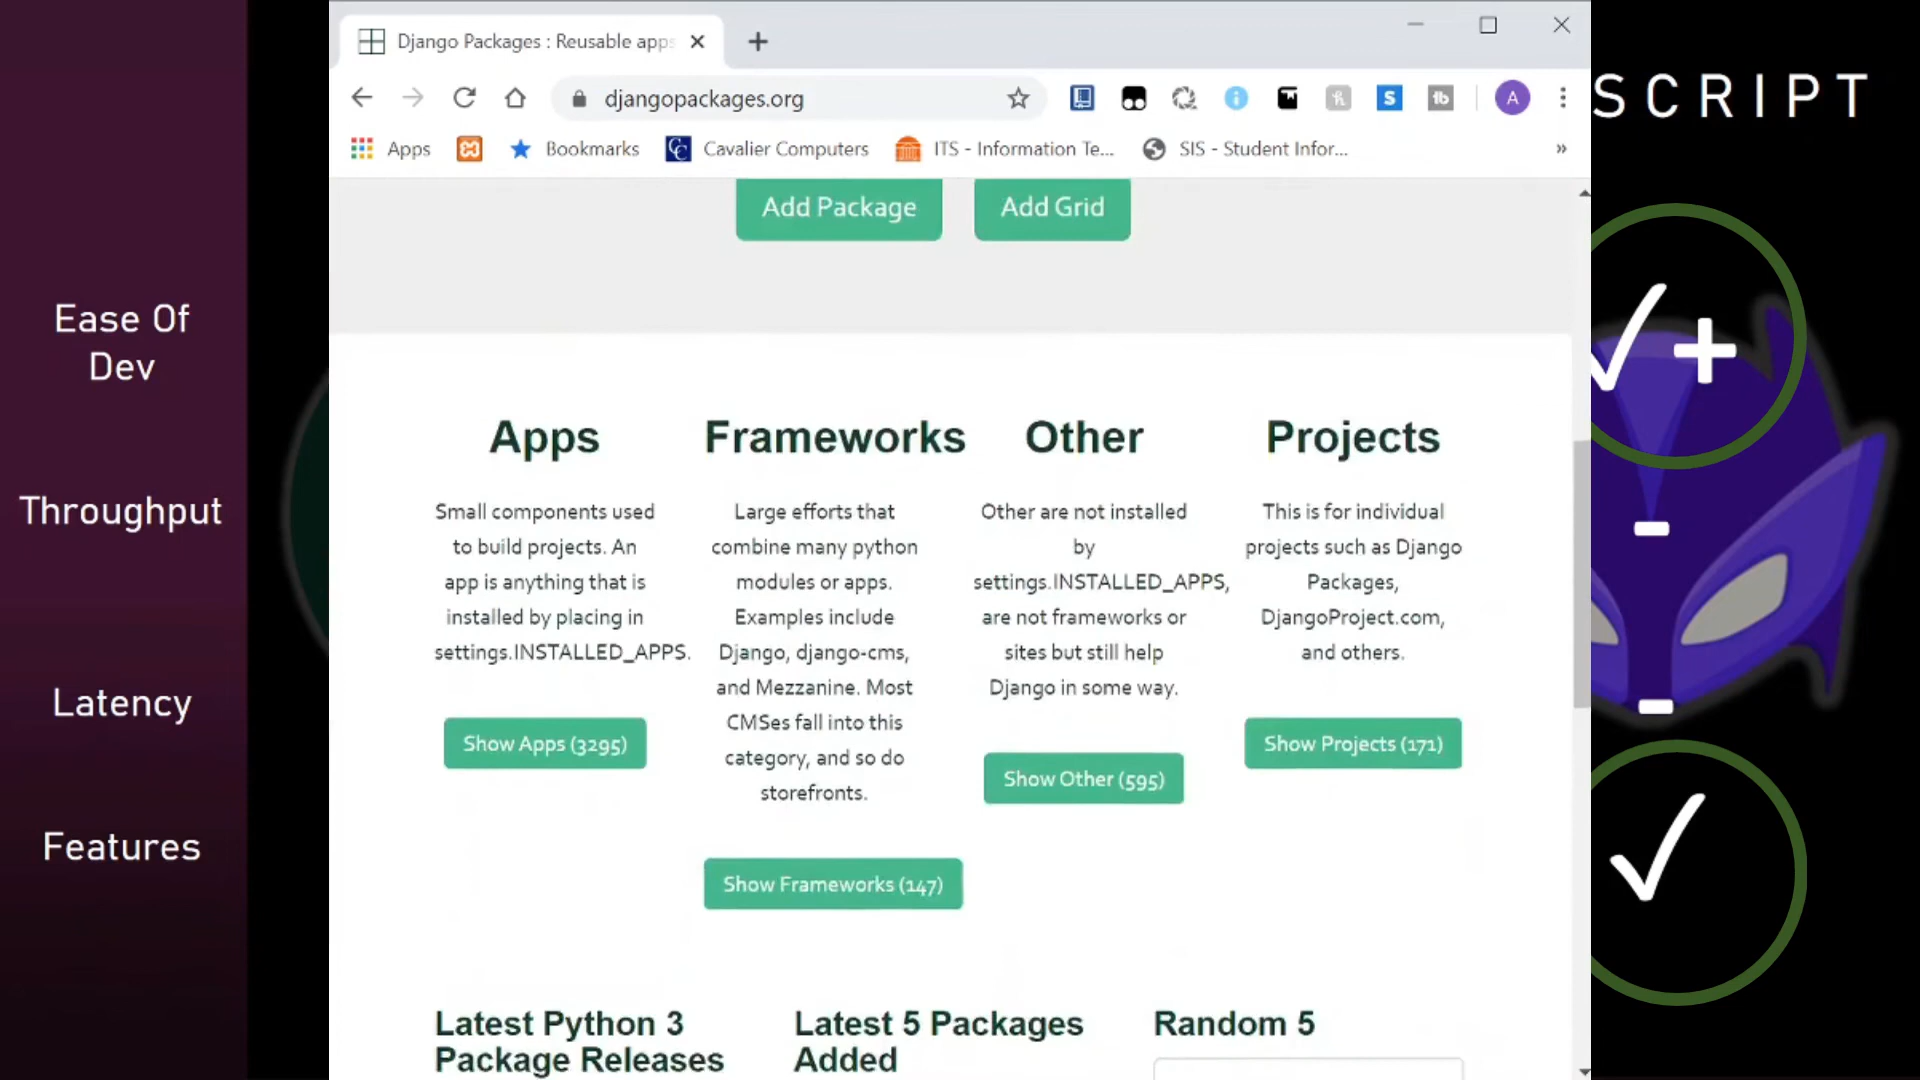 Django Packages : Reusable apps
djangopackages.org
A
Apps
Bookmarks
Cavalier Computers
ITS - Information Te...
SIS - Student Infor...
»
SCRIPT
Add Package
Add Grid
Ease Of
Dev
Throughput
Latency
Features
Apps
Small components used
to build projects. An
app is anything that is
installed by placing in
settings.INSTALLED_APPS.
Show Apps (3295)
Frameworks
Large efforts that
combine many python
modules or apps.
Examples include
Django, django-cms,
and Mezzanine. Most
CMSes fall into this
category, and so do
storefronts.
Show Frameworks (147)
Other
Other are not installed
by
settings.INSTALLED_APPS,
are not frameworks or
sites but still help
Django in some way.
Show Other (595)
Projects
This is for individual
projects such as Django
Packages,
DjangoProject.com,
and others.
Show Projects (171)
✓+
-
-
✓
Latest Python 3
Package Releases
Latest 5 Packages
Added
Random 5